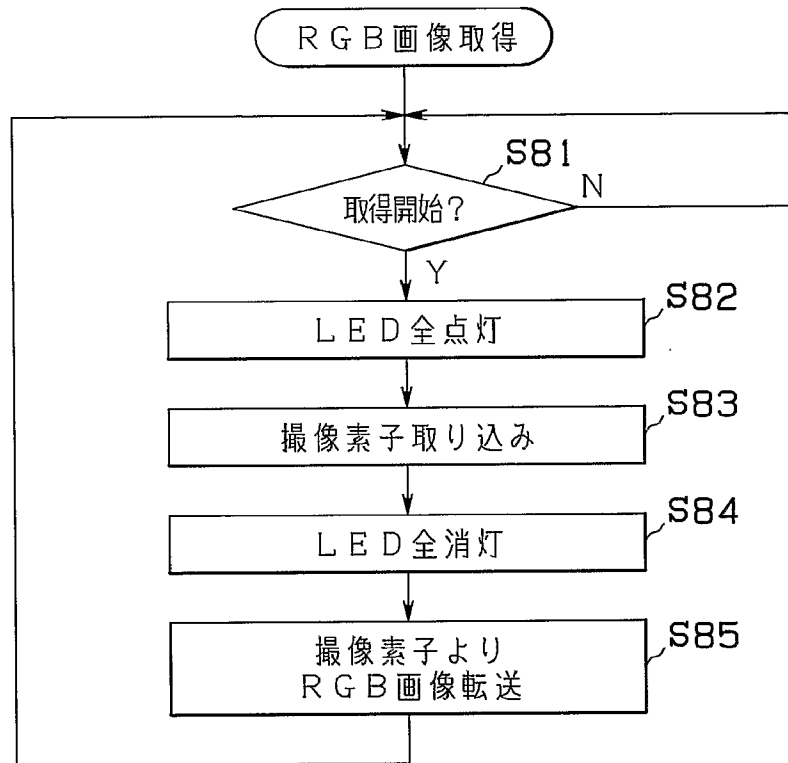 RGB画像取得
S81
取得開始?
N
Y
S82
LED全点灯
S83
撮像素子取り込み
S84
LED全消灯
S85
撮像素子より
RGB画像転送